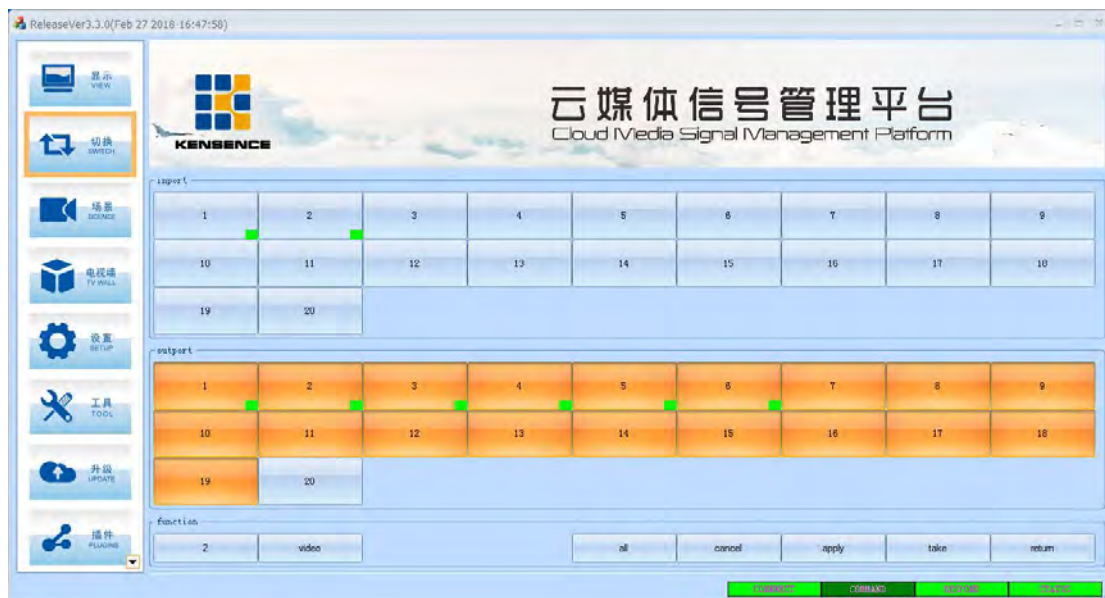 ReleaseVer3.3.0(Feb 27 2018 16:47:58)
显示
VIEW
切换
SWITCH
场景
SCENCE
电视墙
TV WALL
设置
SETUP
工具
TOOL
升级
UPDATE
插件
PLUGINS
KENSENCE
云媒体信号管理平台
Cloud Media Signal Management Platform
inport
1 2 3 4 5 6 7 8 9
10 11 12 13 14 15 16 17 18
19 20
outport
1 2 3 4 5 6 7 8 9
10 11 12 13 14 15 16 17 18
19 20
function
2 video all cancel apply take return
CONNECT COMMAND RESPOND STATUS